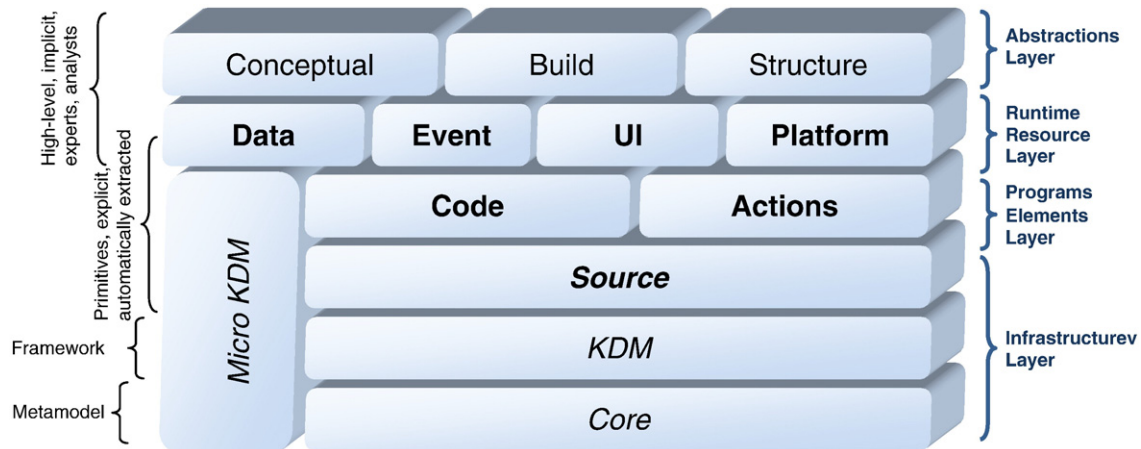 High-level, implicit,
experts, analysts
Primitives, explicit,
automatically extracted
Framework
Metamodel
Conceptual
Build
Structure
Data
Event
UI
Platform
Micro KDM
Code
Actions
Source
KDM
Core
Abstractions
Layer
Runtime
Resource
Layer
Programs
Elements
Layer
Infrastructurev
Layer